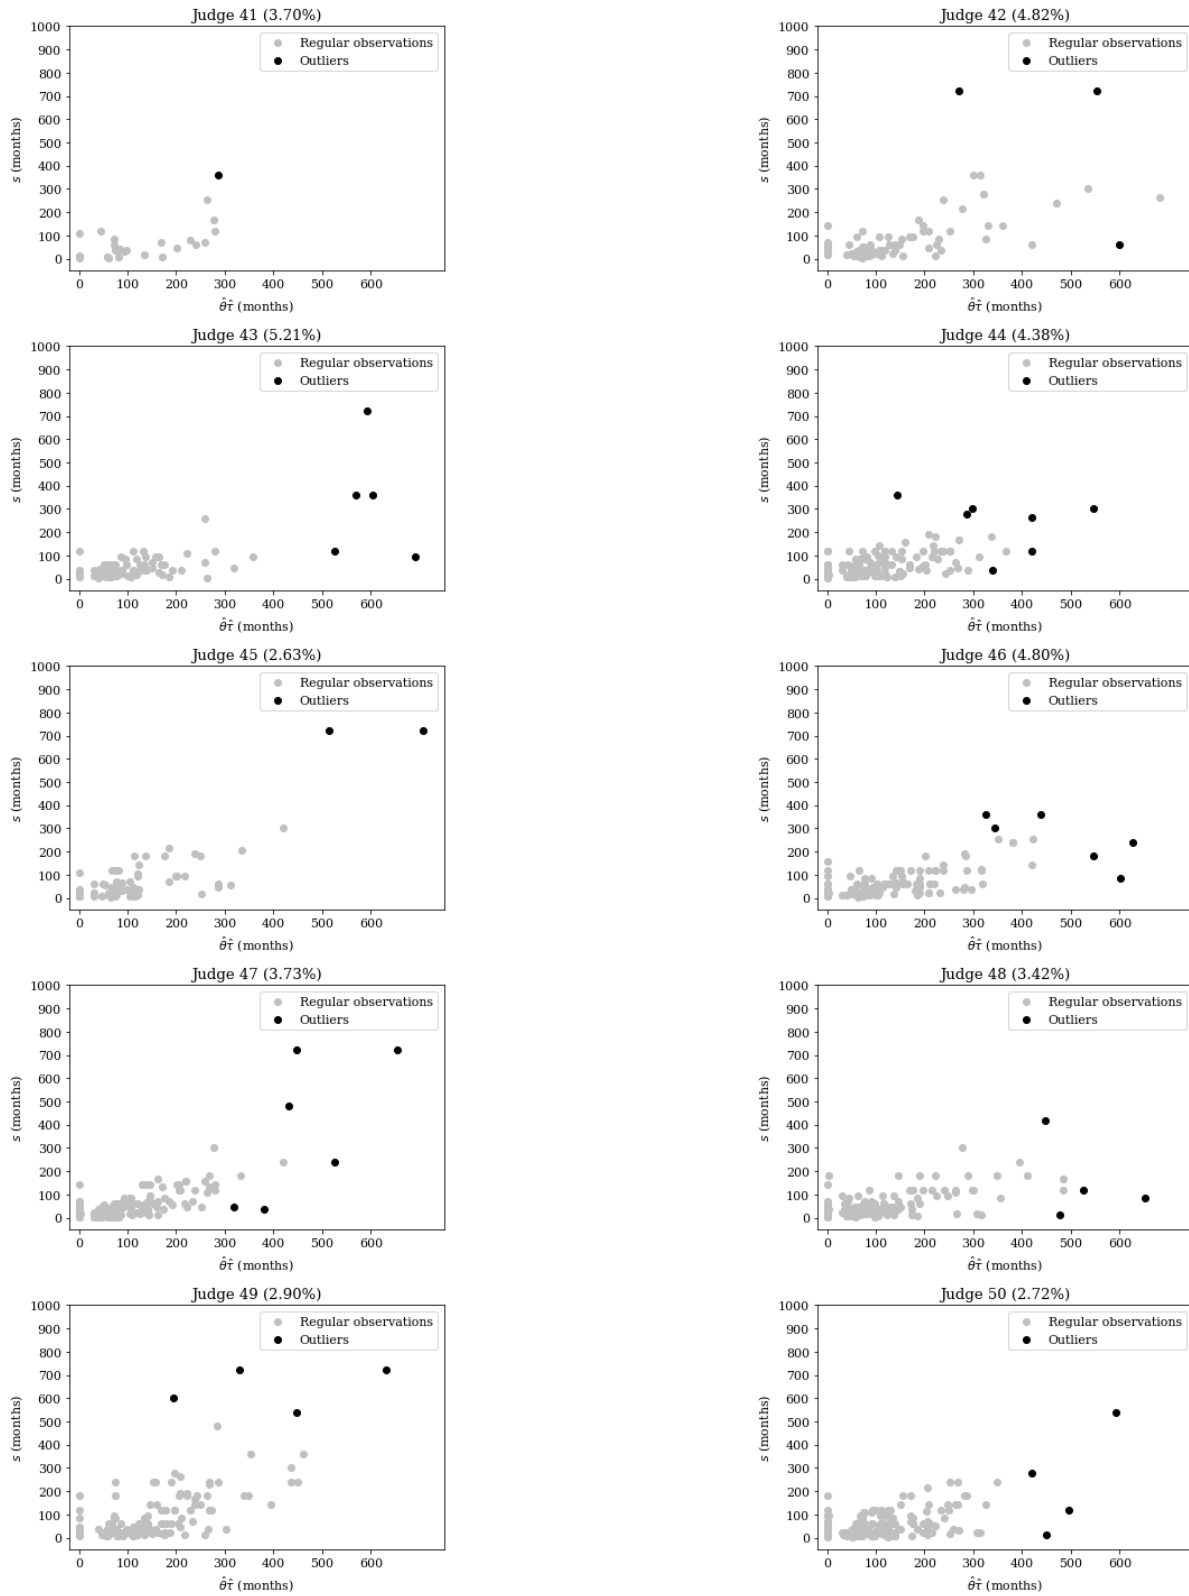 Judge 41 (3.70%)
1000
900
800
700
600
500
400
300
200
100
0
s (months)
Regular observations
Outliers
0 100 200 300 400 500 600
θ̂τ̂ (months)
Judge 42 (4.82%)
1000
900
800
700
600
500
400
300
200
100
0
s (months)
Regular observations
Outliers
0 100 200 300 400 500 600
θ̂τ̂ (months)
Judge 43 (5.21%)
1000
900
800
700
600
500
400
300
200
100
0
s (months)
Regular observations
Outliers
0 100 200 300 400 500 600
θ̂τ̂ (months)
Judge 44 (4.38%)
1000
900
800
700
600
500
400
300
200
100
0
s (months)
Regular observations
Outliers
0 100 200 300 400 500 600
θ̂τ̂ (months)
Judge 45 (2.63%)
1000
900
800
700
600
500
400
300
200
100
0
s (months)
Regular observations
Outliers
0 100 200 300 400 500 600
θ̂τ̂ (months)
Judge 46 (4.80%)
1000
900
800
700
600
500
400
300
200
100
0
s (months)
Regular observations
Outliers
0 100 200 300 400 500 600
θ̂τ̂ (months)
Judge 47 (3.73%)
1000
900
800
700
600
500
400
300
200
100
0
s (months)
Regular observations
Outliers
0 100 200 300 400 500 600
θ̂τ̂ (months)
Judge 48 (3.42%)
1000
900
800
700
600
500
400
300
200
100
0
s (months)
Regular observations
Outliers
0 100 200 300 400 500 600
θ̂τ̂ (months)
Judge 49 (2.90%)
1000
900
800
700
600
500
400
300
200
100
0
s (months)
Regular observations
Outliers
0 100 200 300 400 500 600
θ̂τ̂ (months)
Judge 50 (2.72%)
1000
900
800
700
600
500
400
300
200
100
0
s (months)
Regular observations
Outliers
0 100 200 300 400 500 600
θ̂τ̂ (months)